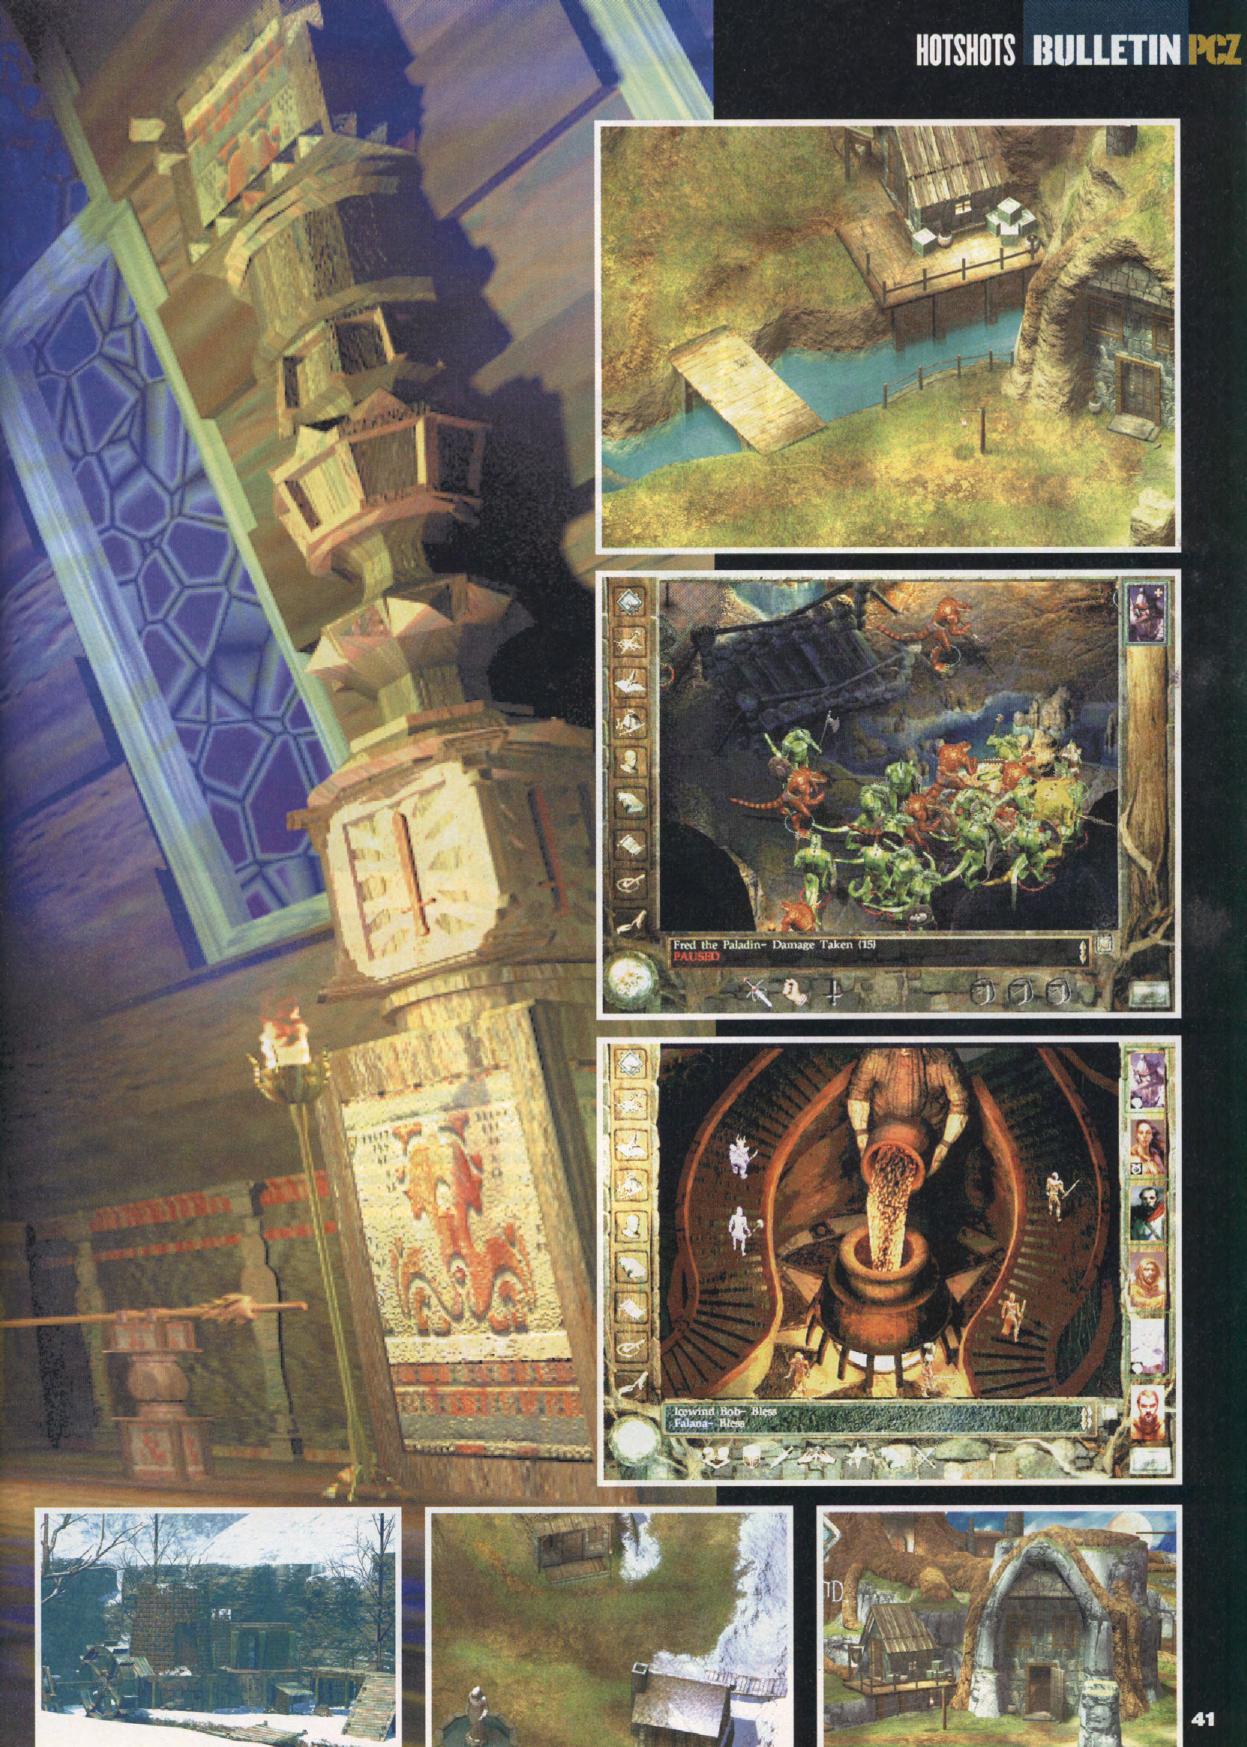 HOTSHOTS BULLETIN PCZ
Fred the Paladin- Damage Taken (15)
PAUSED
Icewind Bob- Bless
Falana- Bless
41